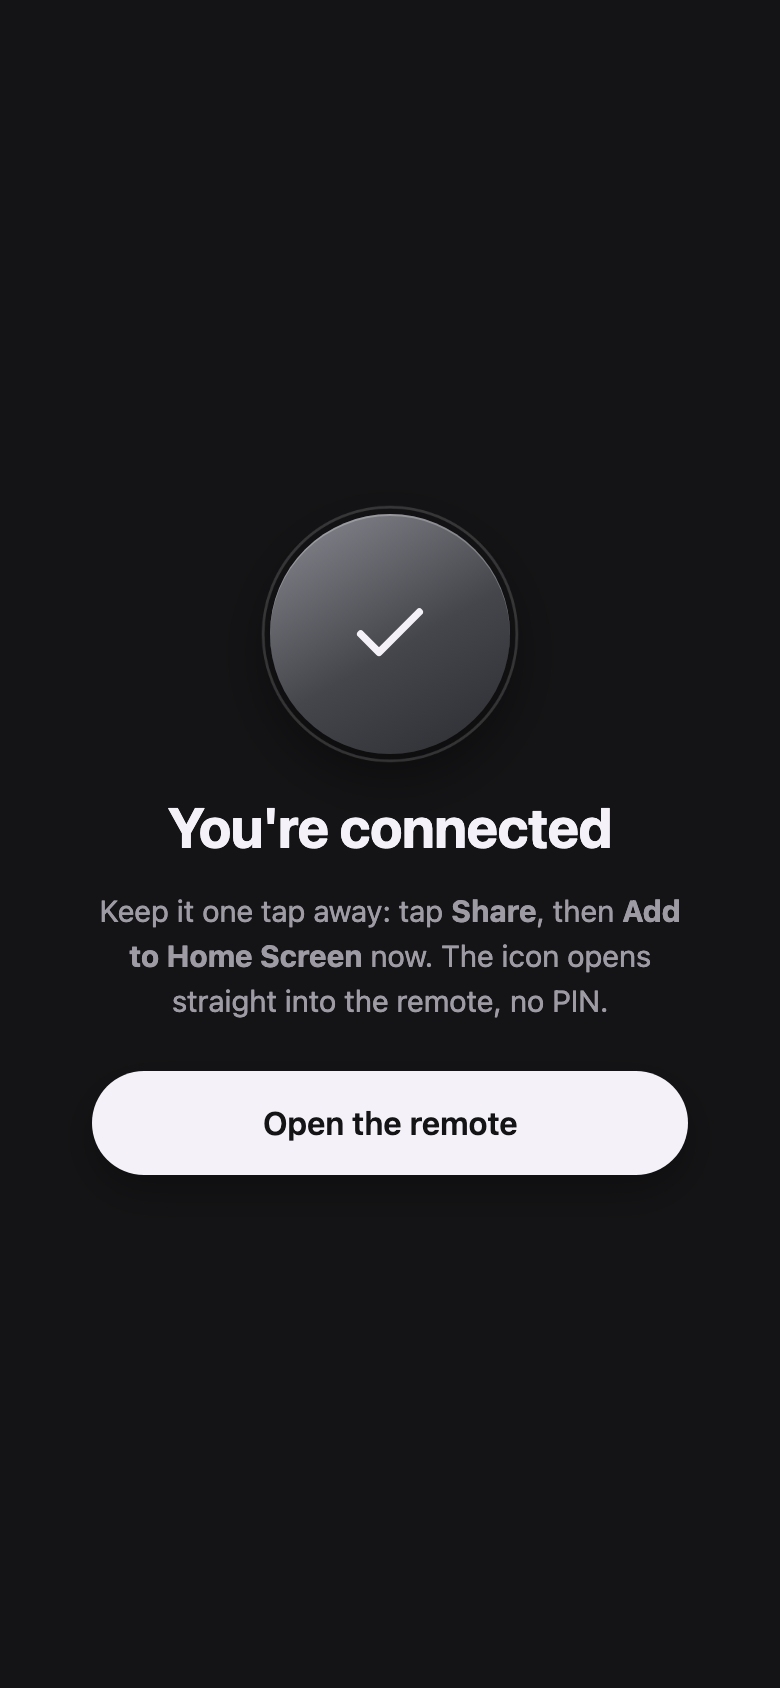 You're connected
Keep it one tap away: tap Share, then Add
to Home Screen now. The icon opens
straight into the remote, no PIN.
Open the remote